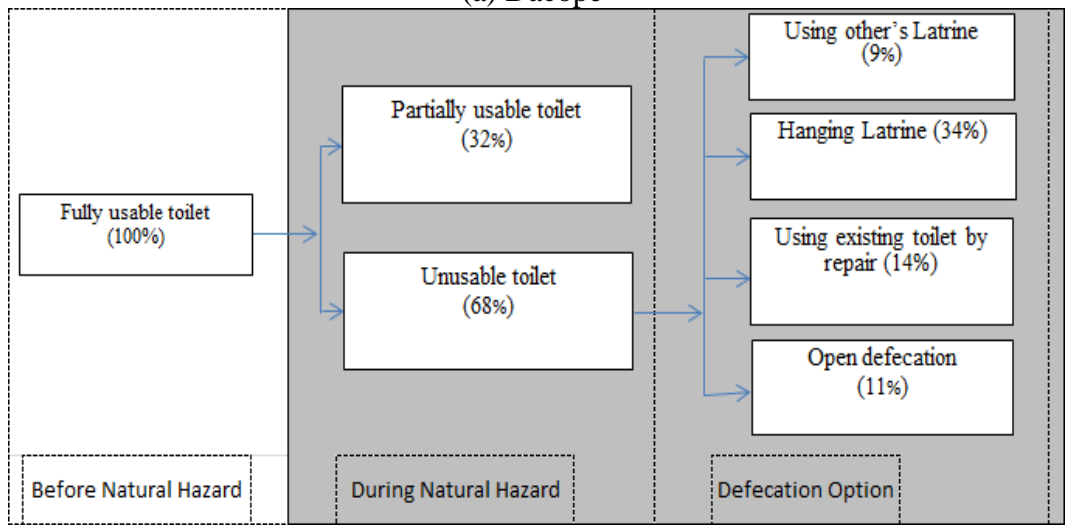 (a) Dacope
Fully usable toilet
(100%)
Partially usable toilet
(32%)
Unusable toilet
(68%)
Using other's Latrine
(9%)
Hanging Latrine (34%)
Using existing toilet by
repair (14%)
Open defecation
(11%)
Before Natural Hazard
During Natural Hazard
Defecation Option